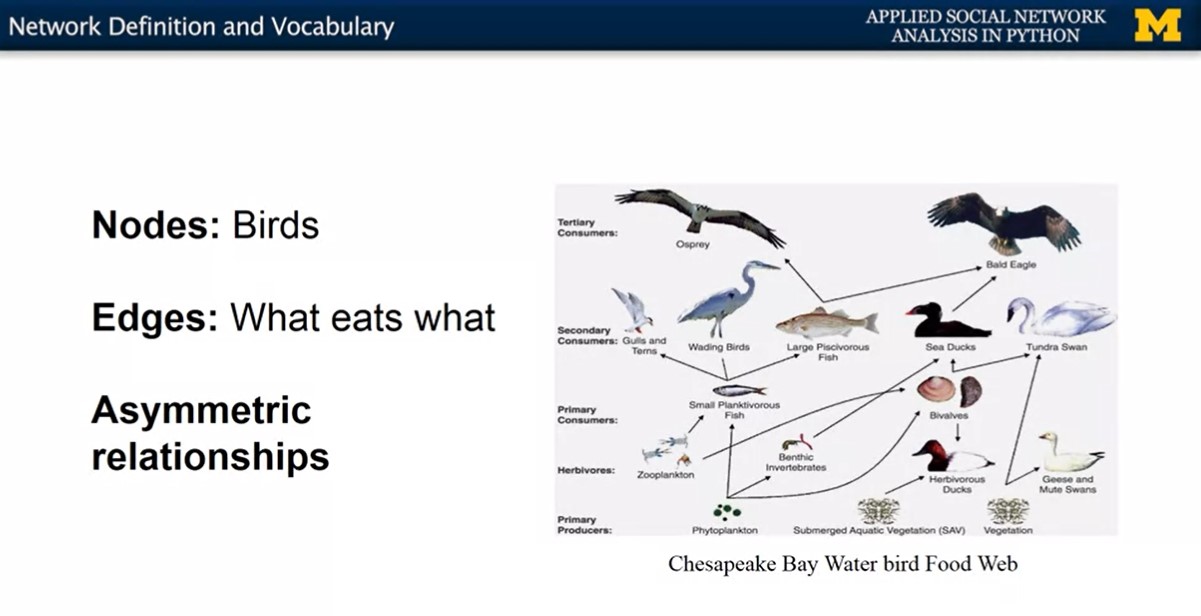 Network Definition and Vocabulary
APPLIED SOCIAL NETWORK
ANALYSIS IN PYTHON
M
Nodes: Birds
Edges: What eats what
Asymmetric
relationships
Tertiary
Consumers:
Osprey
Bald Eagle
Secondary
Consumers:
Gulls and
Terns
Wading Birds
Large Piscivorous
Fish
Sea Ducks
Tundra Swan
Primary
Consumers:
Small Planktivorous
Fish
Bivalves
Herbivores:
Zooplankton
Benthic
Invertebrates
Herbivorous
Ducks
Geese and
Mute Swans
Primary
Producers:
Phytoplankton
Submerged Aquatic Vegetation (SAV)
Vegetation
Chesapeake Bay Water bird Food Web